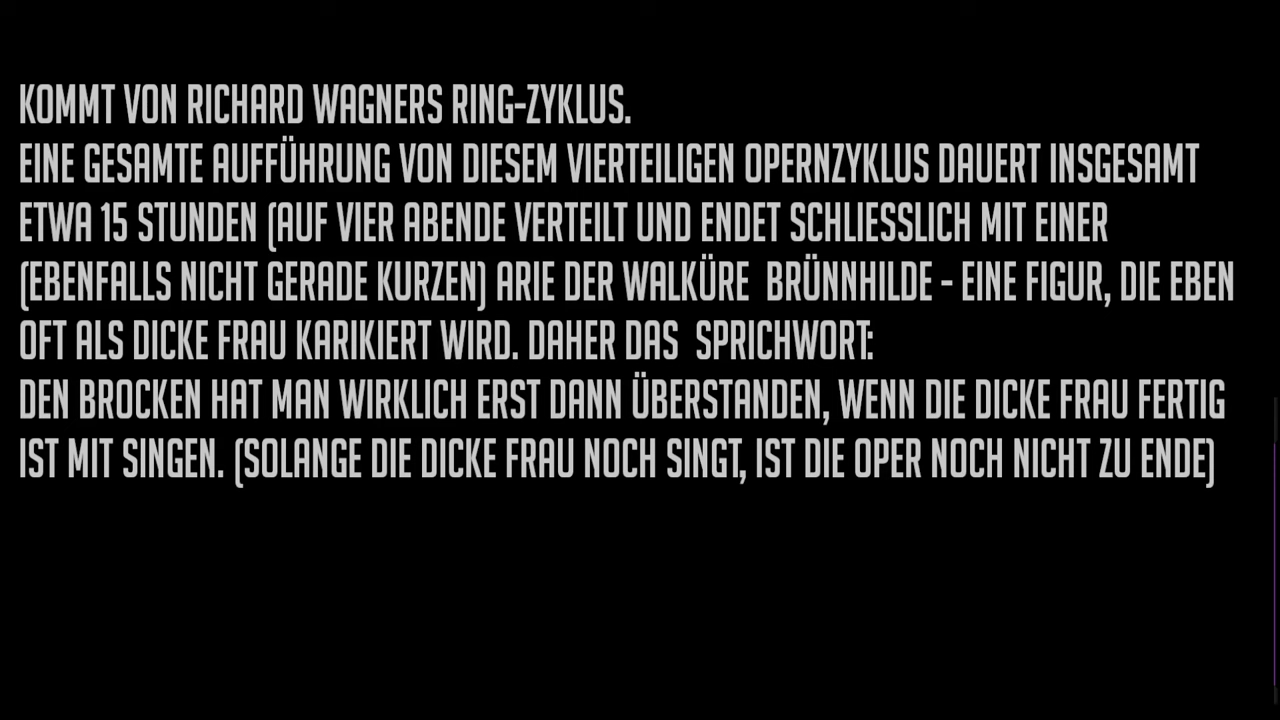 KOMMT VON RICHARD WAGNERS RING-ZYKLUS.
EINE GESAMTE AUFFÜHRUNG VON DIESEM VIERTEILIGEN OPERNZYKLUS DAUERT INSGESAMT
ETWA 15 STUNDEN (AUF VIER ABENDE VERTEILT UND ENDET SCHLIESSLICH MIT EINER
(EBENFALLS NICHT GERADE KURZEN) ARIE DER WALKÜRE  BRÜNNHILDE - EINE FIGUR, DIE EBEN
OFT ALS DICKE FRAU KARIKIERT WIRD. DAHER DAS  SPRICHWORT:
DEN BROCKEN HAT MAN WIRKLICH ERST DANN ÜBERSTANDEN, WENN DIE DICKE FRAU FERTIG
IST MIT SINGEN. (SOLANGE DIE DICKE FRAU NOCH SINGT, IST DIE OPER NOCH NICHT ZU ENDE)